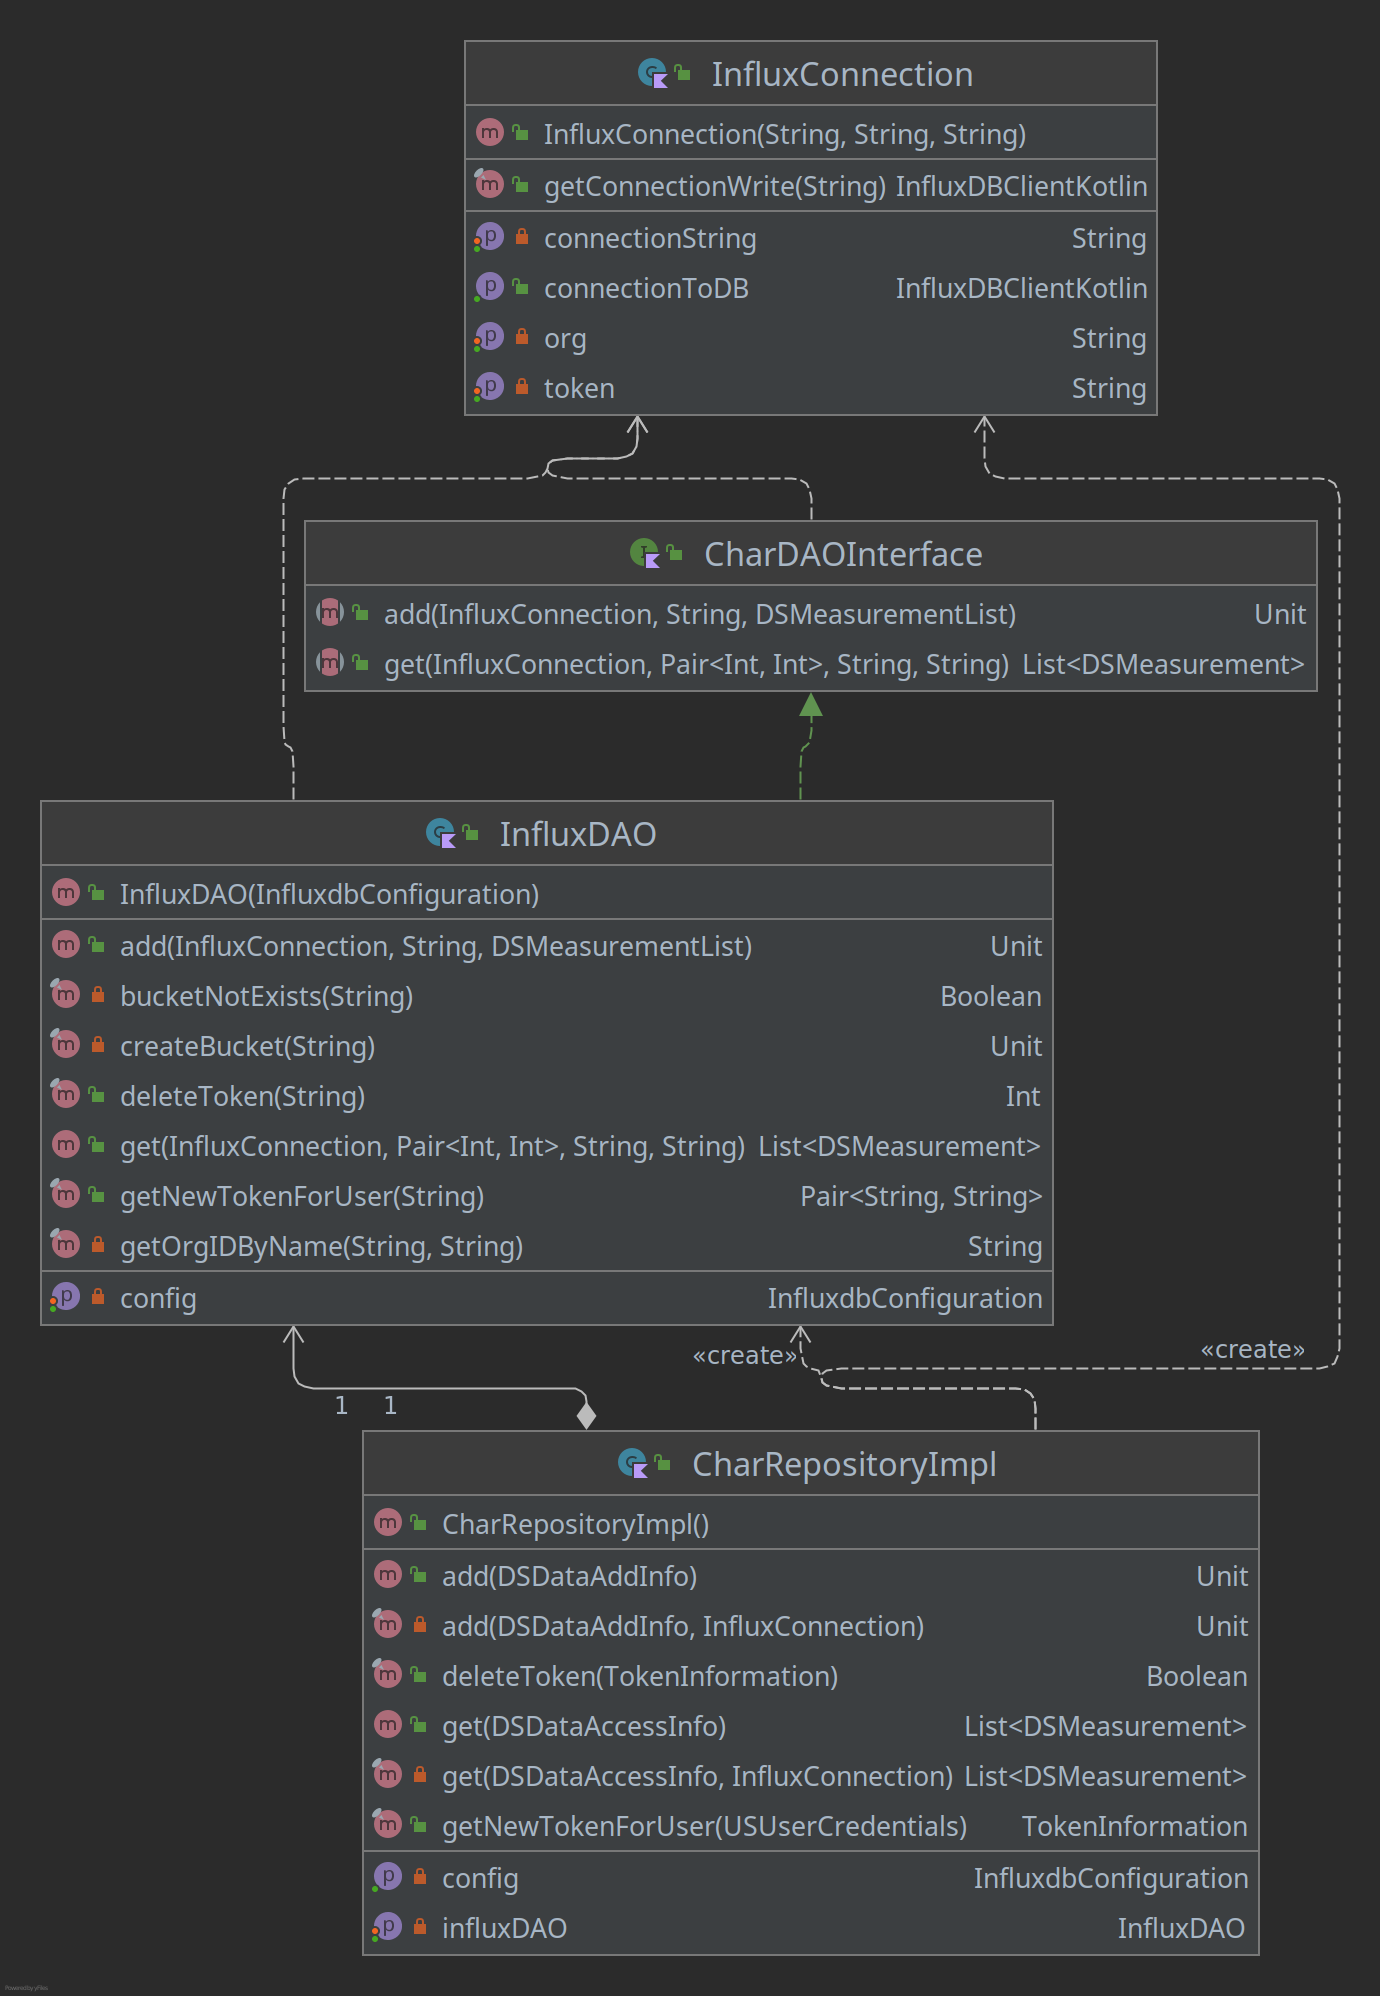 InfluxConnection
InfluxConnection(String, String, String)
getConnectionWrite(String) InfluxDBClientKotlin
connectionString String
connectionToDB InfluxDBClientKotlin
org String
token String
CharDAOInterface
add(InfluxConnection, String, DSMeasurementList) Unit
get(InfluxConnection, Pair<Int, Int>, String, String) List<DSMeasurement>
InfluxDAO
InfluxDAO(InfluxdbConfiguration)
add(InfluxConnection, String, DSMeasurementList) Unit
bucketNotExists(String) Boolean
createBucket(String) Unit
deleteToken(String) Int
get(InfluxConnection, Pair<Int, Int>, String, String) List<DSMeasurement>
getNewTokenForUser(String) Pair<String, String>
getOrgIDByName(String, String) String
config InfluxdbConfiguration
«create» «create»
1 1
CharRepositoryImpl
CharRepositoryImpl()
add(DSDataAddInfo) Unit
add(DSDataAddInfo, InfluxConnection) Unit
deleteToken(TokenInformation) Boolean
get(DSDataAccessInfo) List<DSMeasurement>
get(DSDataAccessInfo, InfluxConnection) List<DSMeasurement>
getNewTokenForUser(USUserCredentials) TokenInformation
config InfluxdbConfiguration
influxDAO InfluxDAO
Powered by yFiles